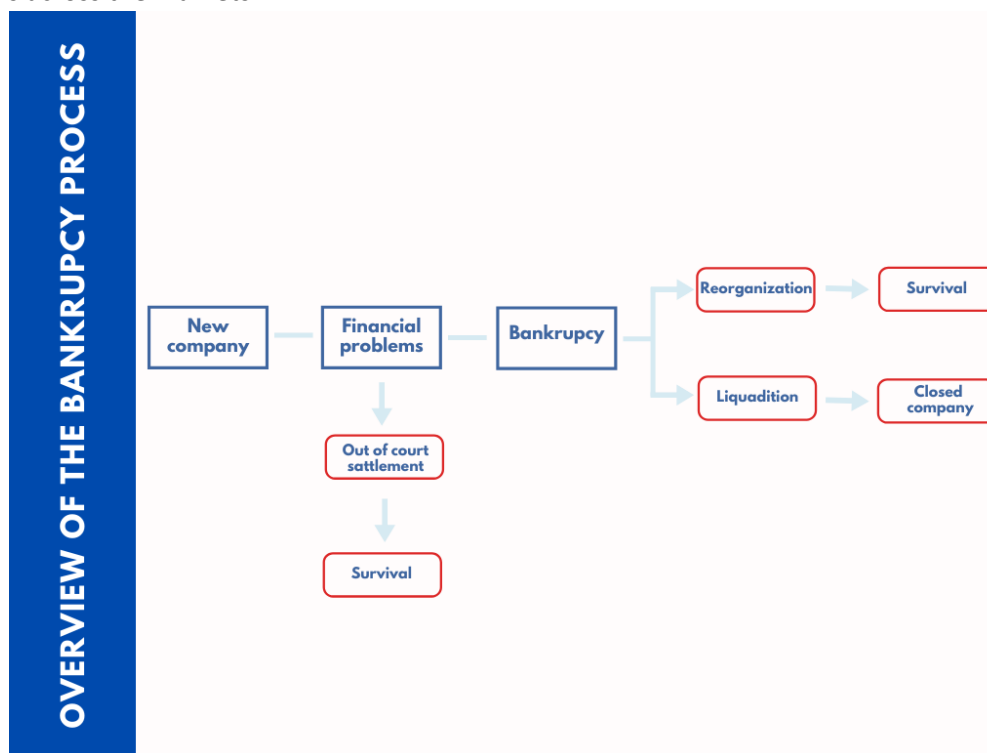 OVERVIEW OF THE BANKRUPCY PROCESS
New
company
Financial
problems
Bankrupcy
Reorganization
Survival
Liquadition
Closed
company
Out of court
sattlement
Survival